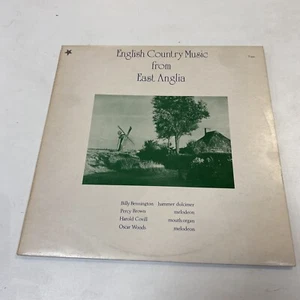 English Country Music
from
East Anglia
Billy Bennington hammer dulcimer
Percy Brown melodeon
Harold Covill mouth organ
Oscar Woods melodeon